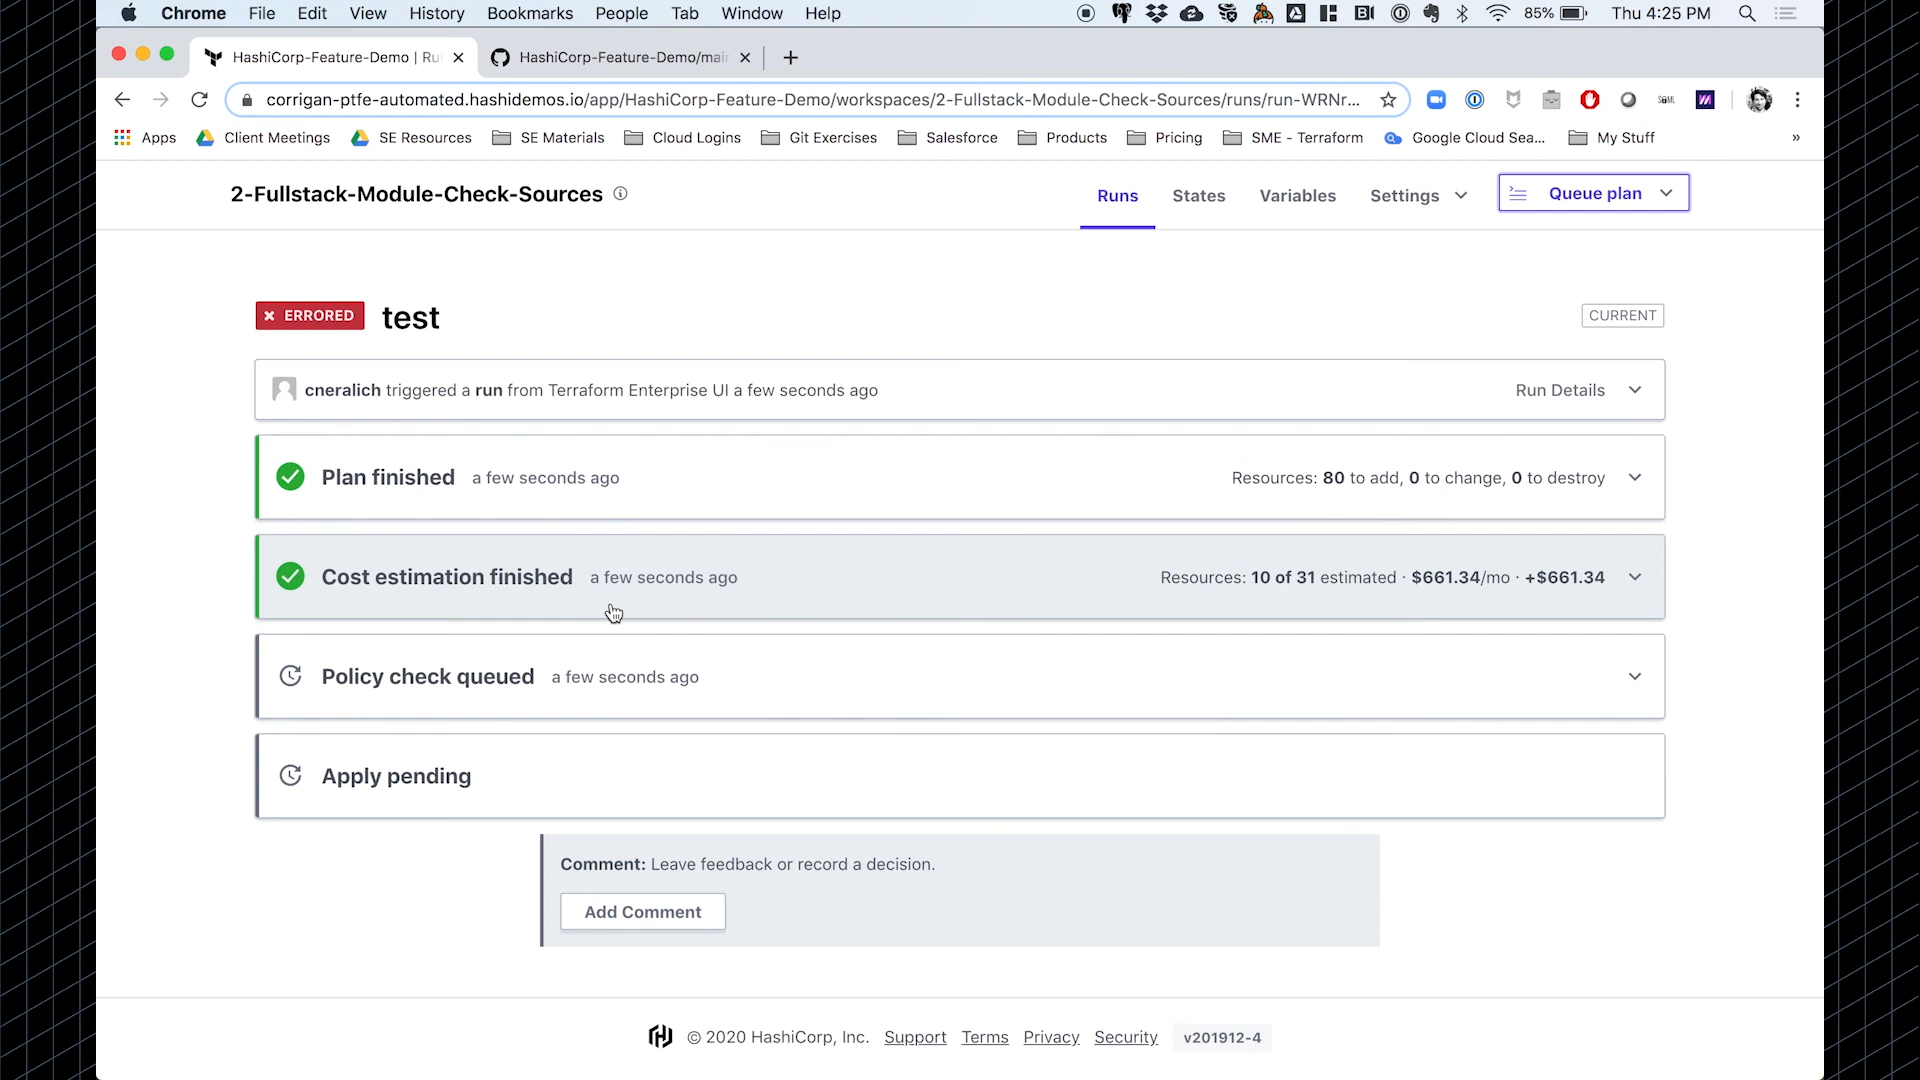 Chrome File Edit View History Bookmarks People Tab Window Help 85% Thu 4:25 PM
HashiCorp-Feature-Demo | Ru HashiCorp-Feature-Demo/mai
corrigan-ptfe-automated.hashidemos.io/app/HashiCorp-Feature-Demo/workspaces/2-Fullstack-Module-Check-Sources/runs/run-WRNr...
Apps Client Meetings SE Resources SE Materials Cloud Logins Git Exercises Salesforce Products Pricing SME - Terraform Google Cloud Sea... My Stuff »
2-Fullstack-Module-Check-Sources Runs States Variables Settings Queue plan
ERRORED test CURRENT
cneralich triggered a run from Terraform Enterprise UI a few seconds ago Run Details
Plan finished a few seconds ago Resources: 80 to add, 0 to change, 0 to destroy
Cost estimation finished a few seconds ago Resources: 10 of 31 estimated · $661.34/mo · +$661.34
Policy check queued a few seconds ago
Apply pending
Comment: Leave feedback or record a decision.
Add Comment
© 2020 HashiCorp, Inc. Support Terms Privacy Security v201912-4